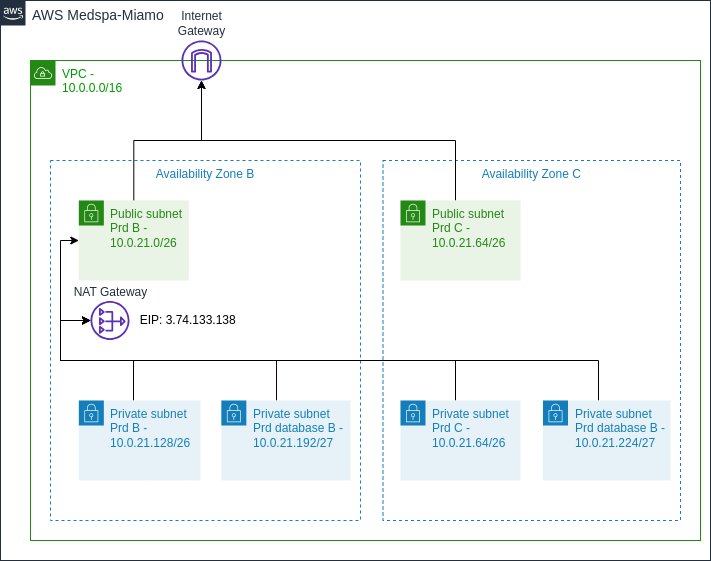 aws
AWS Medspa-Miamo
Internet
Gateway
VPC -
10.0.0.0/16
Availability Zone B
Availability Zone C
Public subnet
Prd B -
10.0.21.0/26
Public subnet
Prd C -
10.0.21.64/26
NAT Gateway
EIP: 3.74.133.138
Private subnet
Prd B -
10.0.21.128/26
Private subnet
Prd database B -
10.0.21.192/27
Private subnet
Prd C -
10.0.21.64/26
Private subnet
Prd database B -
10.0.21.224/27